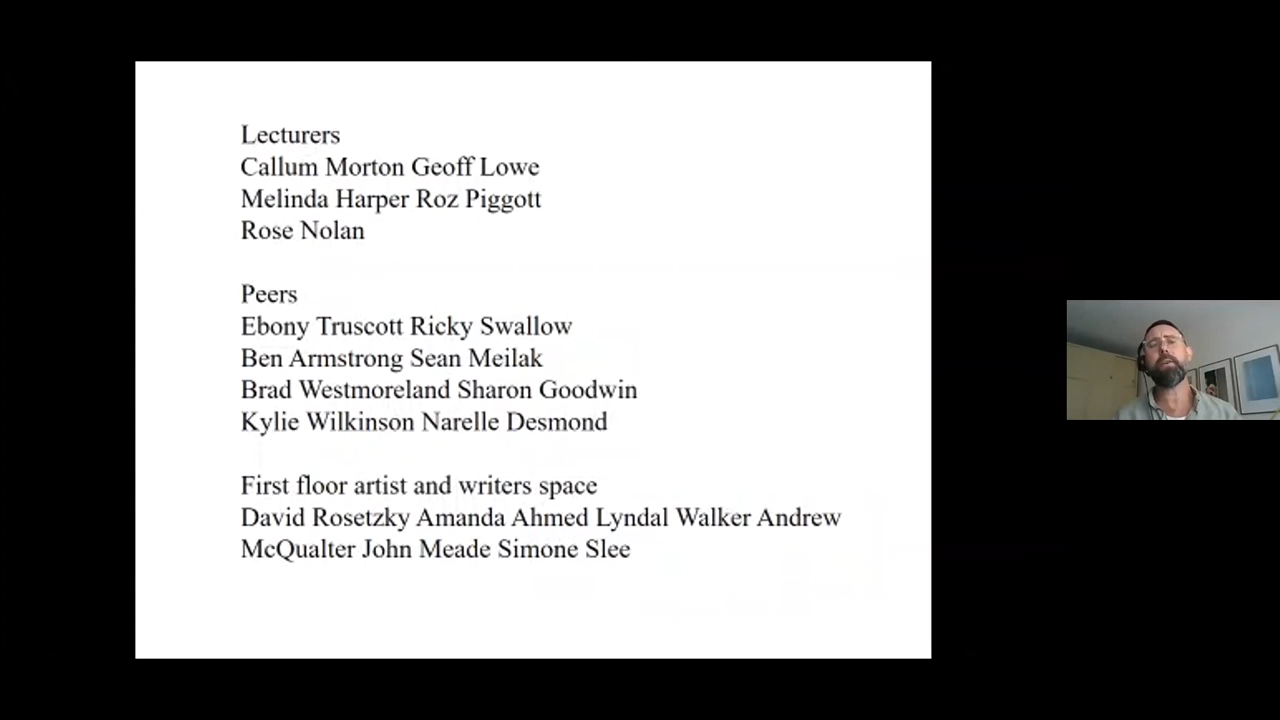 Lecturers
Callum Morton Geoff Lowe
Melinda Harper Roz Piggott
Rose Nolan
Peers
Ebony Truscott Ricky Swallow
Ben Armstrong Sean Meilak
Brad Westmoreland Sharon Goodwin
Kylie Wilkinson Narelle Desmond
First floor artist and writers space
David Rosetzky Amanda Ahmed Lyndal Walker Andrew
McQualter John Meade Simone Slee